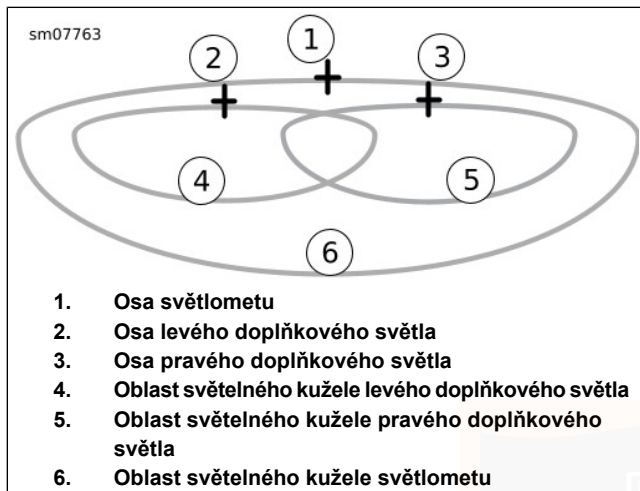 sm07763
1
2
3
4
5
6
1. Osa světlometu
2. Osa levého doplňkového světla
3. Osa pravého doplňkového světla
4. Oblast světelného kužele levého doplňkového světla
5. Oblast světelného kužele pravého doplňkového
světla
6. Oblast světelného kužele světlometu